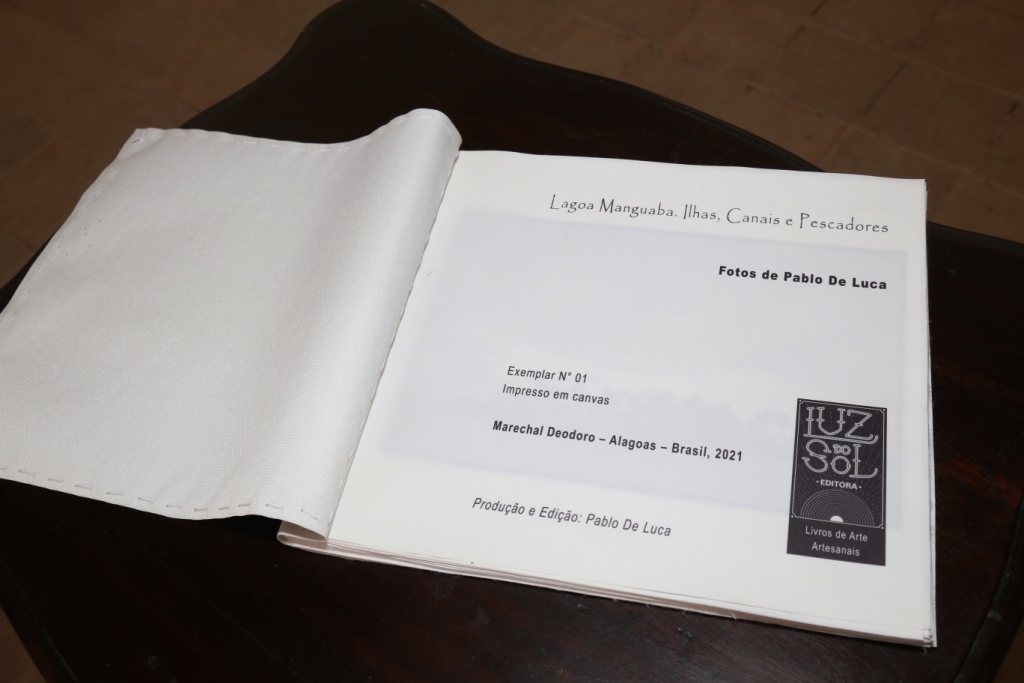 Lagoa Manguaba. Ilhas, Canais e Pescadores
Fotos de Pablo De Luca
Exemplar N° 01
Impresso em canvas
Marechal Deodoro – Alagoas – Brasil, 2021
Produção e Edição: Pablo De Luca
LUZ
DO
SOL
• EDITORA •
Livros de Arte
Artesanais